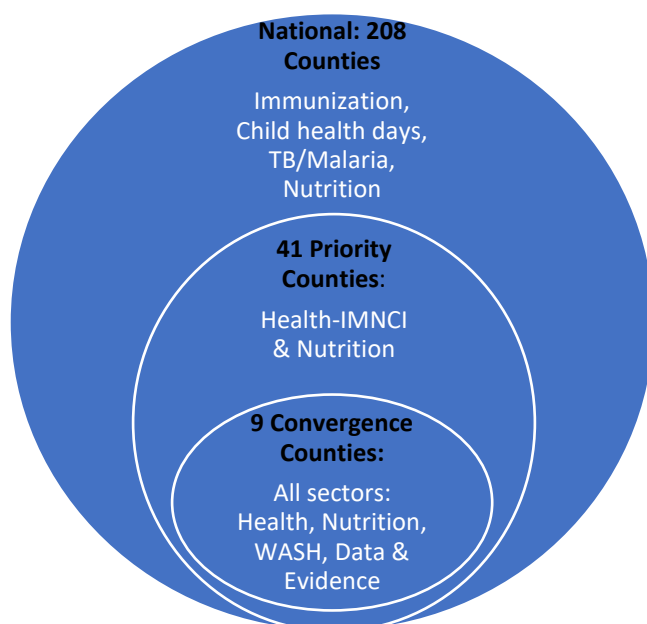 National: 208
Counties
Immunization,
Child health days,
TB/Malaria,
Nutrition
41 Priority
Counties:
Health-IMNCI
& Nutrition
9 Convergence
Counties:
All sectors:
Health, Nutrition,
WASH, Data &
Evidence